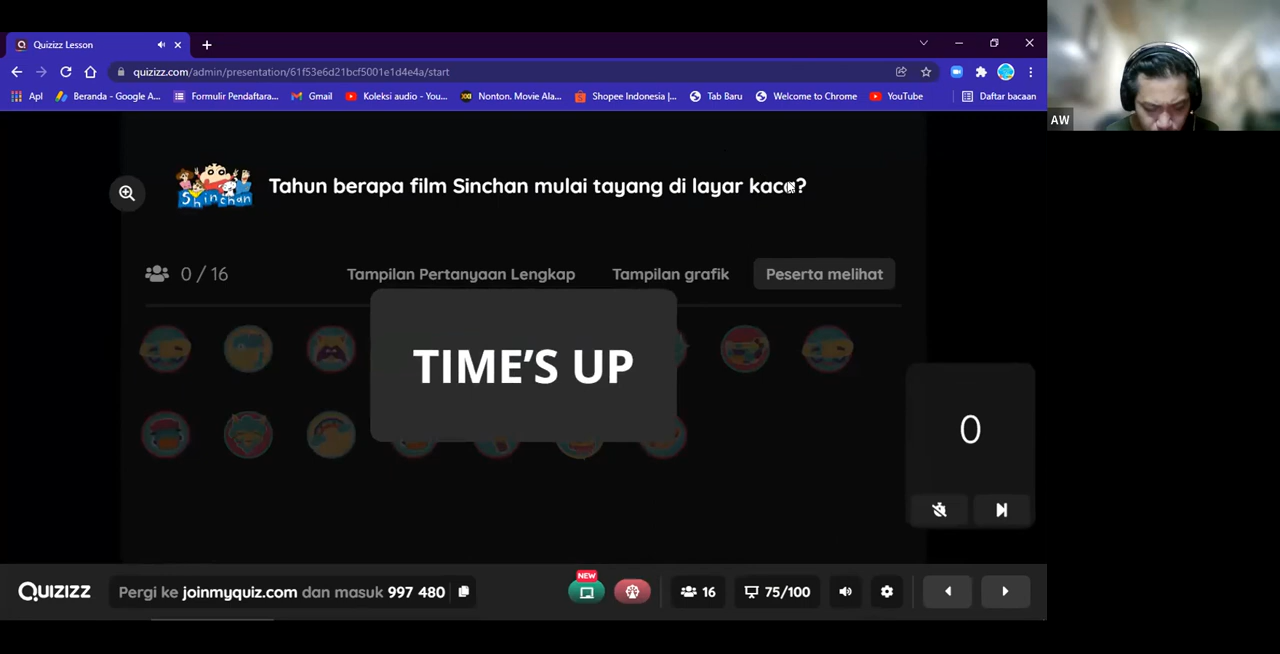 Quizizz Lesson
quizizz.com/admin/presentation/61f53e6d21bcf5001e1d4e4a/start
Apl
Beranda - Google A...
Formulir Pendaftara...
Gmail
Koleksi audio - You...
Nonton. Movie Ala...
Shopee Indonesia |...
Tab Baru
Welcome to Chrome
YouTube
Daftar bacaan
AW
Shinchan
Tahun berapa film Sinchan mulai tayang di layar kaca?
0 / 16
Tampilan Pertanyaan Lengkap
Tampilan grafik
Peserta melihat
TIME'S UP
0
QUIZIZZ
Pergi ke joinmyquiz.com dan masuk 997 480
NEW
16
75/100